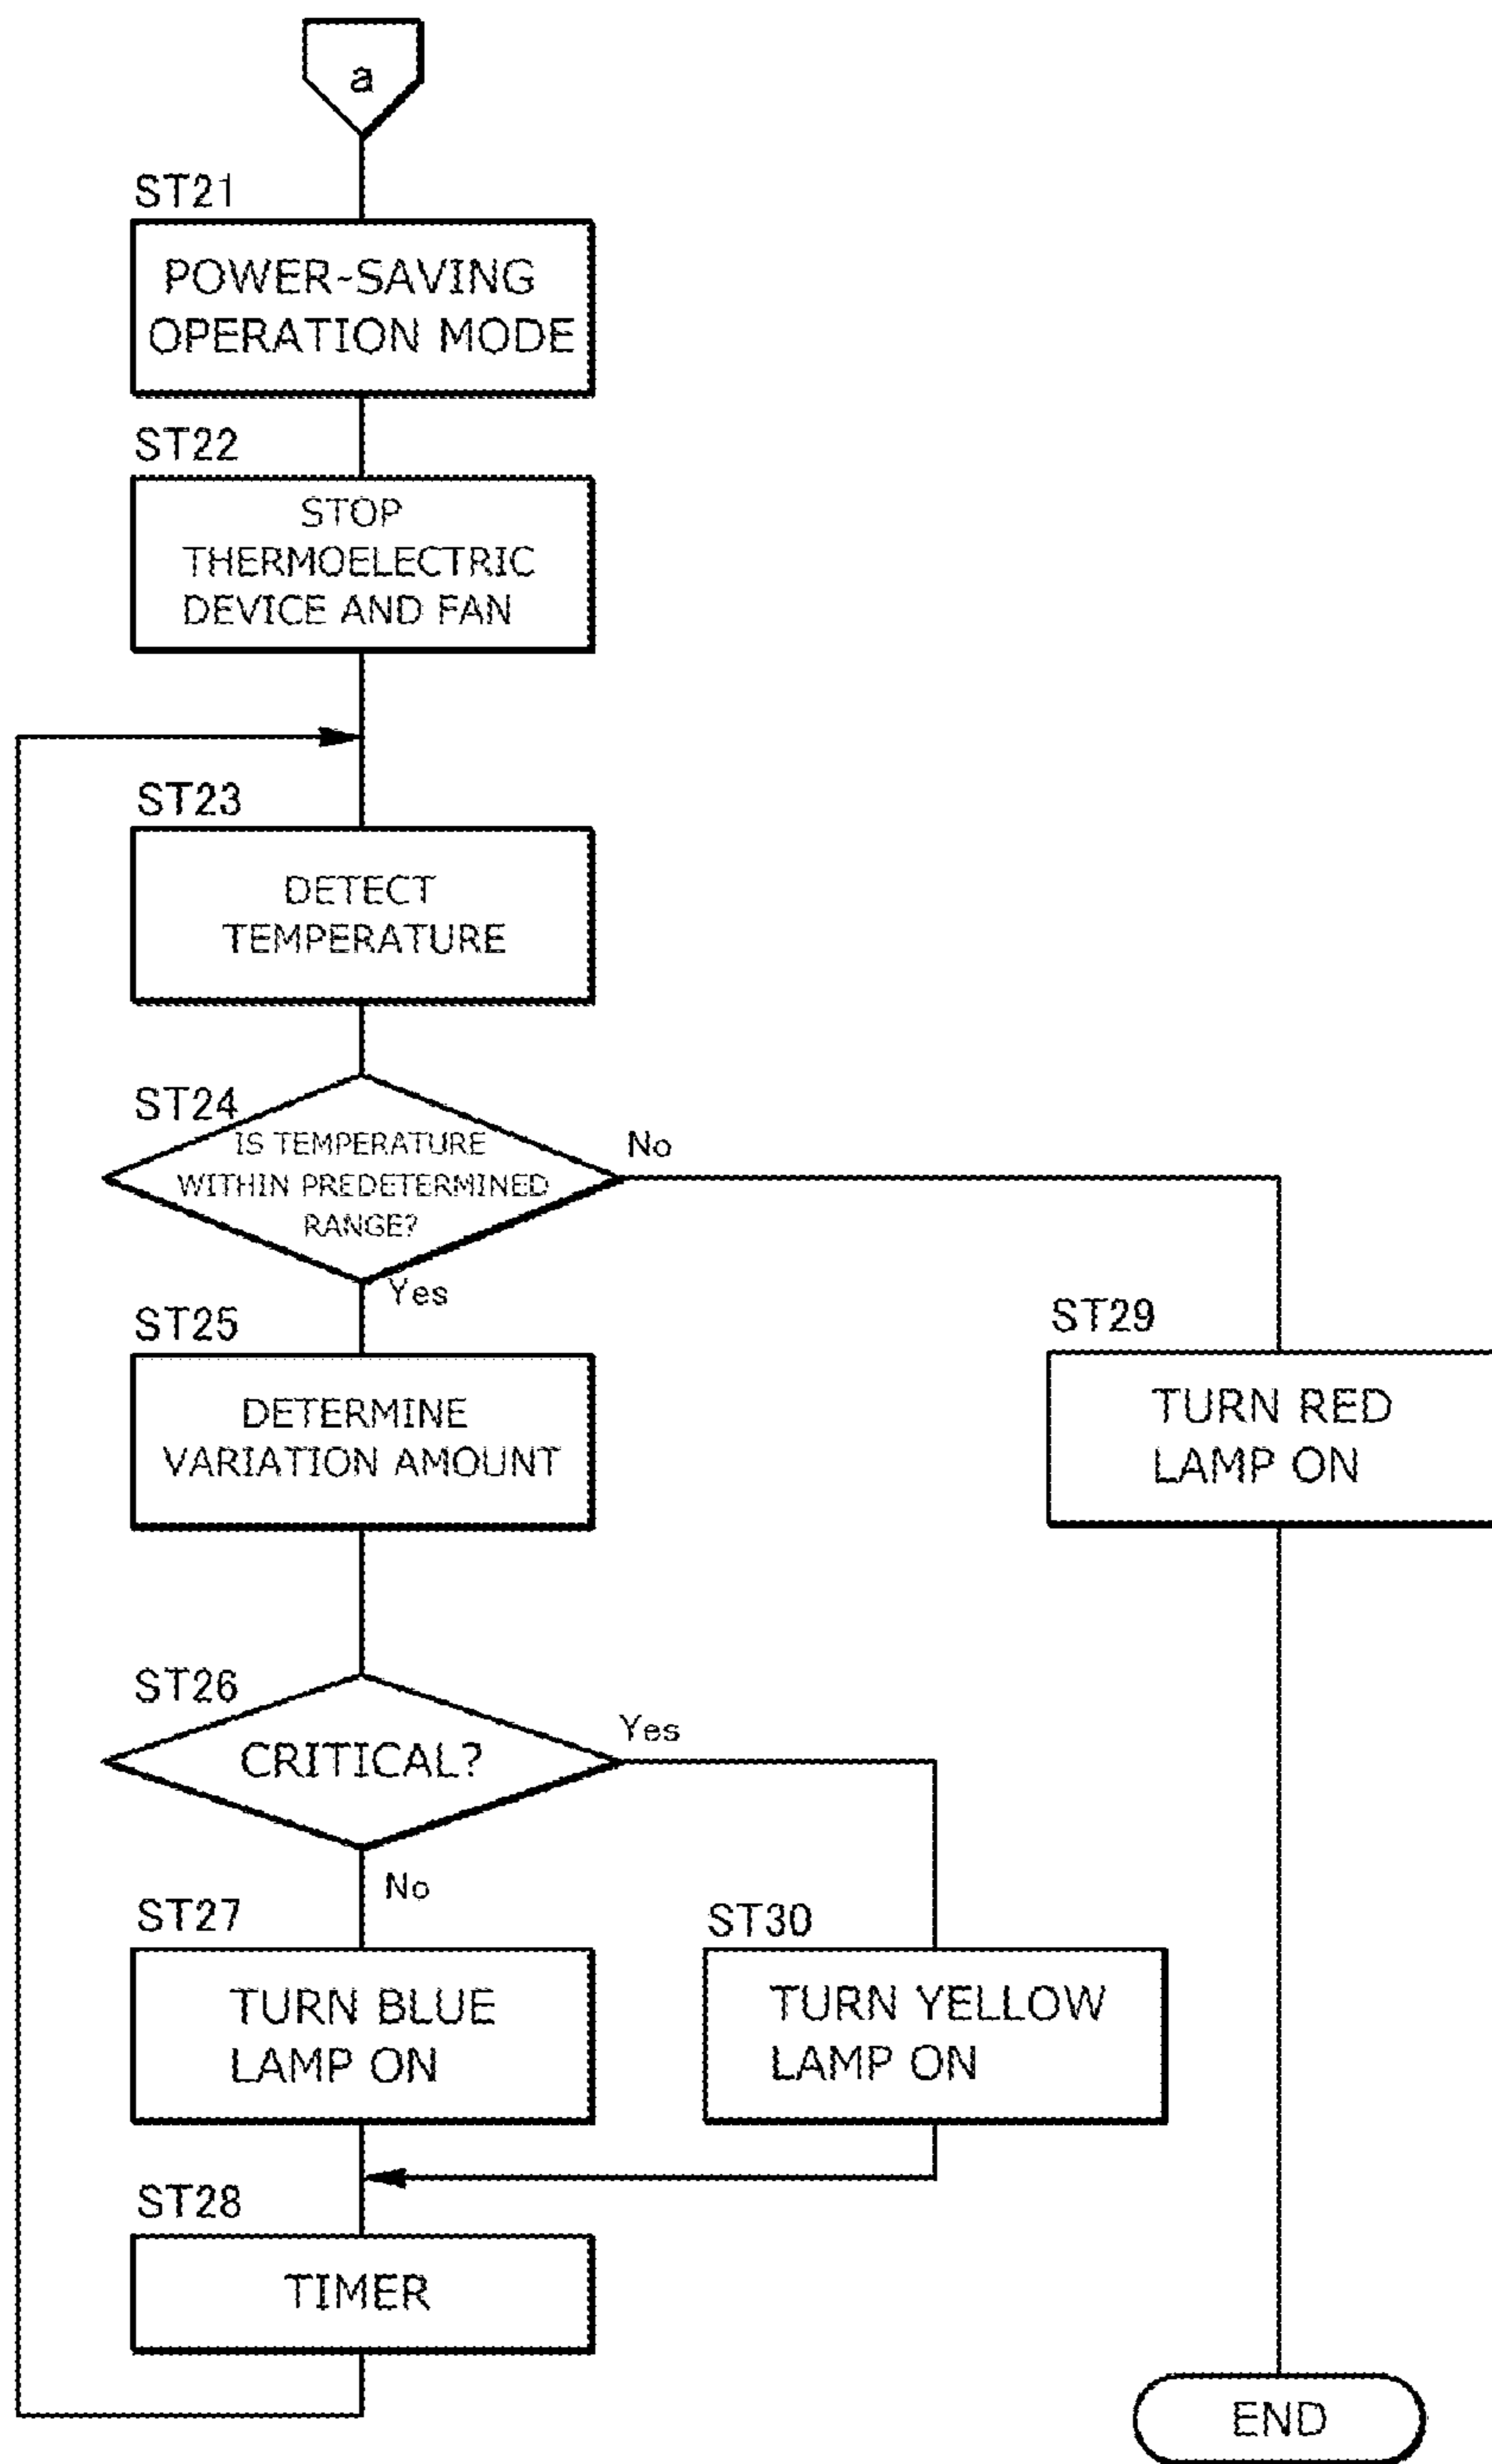 a
ST21
POWER-SAVING
OPERATION MODE
ST22
STOP
THERMOELECTRIC
DEVICE AND FAN
ST23
DETECT
TEMPERATURE
ST24
IS TEMPERATURE
WITHIN PREDETERMINED
RANGE?
No
Yes
ST25
DETERMINE
VARIATION AMOUNT
ST29
TURN RED
LAMP ON
ST26
CRITICAL?
Yes
No
ST27
TURN BLUE
LAMP ON
ST30
TURN YELLOW
LAMP ON
ST28
TIMER
END